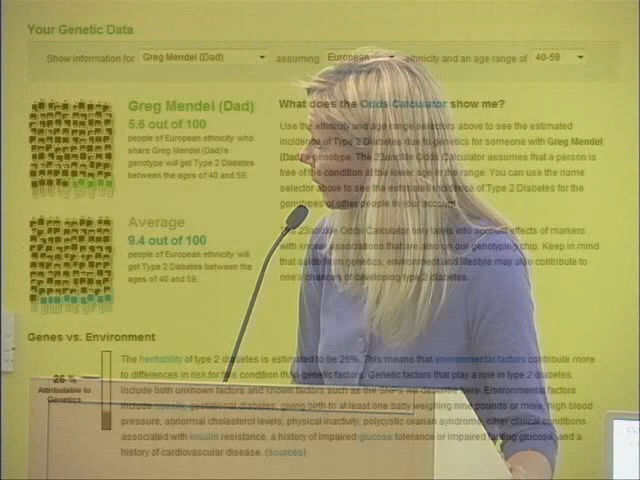 Your Genetic Data
Show information for Greg Mendel (Dad) assuming European ethnicity and an age range of 40-59
Greg Mendel (Dad)
5.6 out of 100
people of European ethnicity who
share Greg Mendel (Dad)'s
genotype will get Type 2 Diabetes
between the ages of 40 and 59.
What does the Odds Calculator show me?
Use the ethnicity and age range selectors above to see the estimated
incidence of Type 2 Diabetes due to genetics for someone with Greg Mendel
(Dad)'s genotype. The 23andMe Odds Calculator assumes that a person is
free of the condition at the lower age in the range. You can use the name
selector above to see the estimated incidence of Type 2 Diabetes for the
genotypes of other people in your account.
Average
9.4 out of 100
people of European ethnicity will
get Type 2 Diabetes between the
ages of 40 and 59.
The 23andMe Odds Calculator only takes into account effects of markers
with known associations that are also on our genotyping chip. Keep in mind
that aside from genetics, environment and lifestyle may also contribute to
one's chances of developing type 2 diabetes.
Genes vs. Environment
26 %
Attributable to
Genetics
The heritability of type 2 diabetes is estimated to be 26%. This means that environmental factors contribute more
to differences in risk for this condition than genetic factors. Genetic factors that play a role in type 2 diabetes
include both unknown factors and known factors such as the SNPs we describe here. Environmental factors
include obesity, gestational diabetes, giving birth to at least one baby weighing nine pounds or more, high blood
pressure, abnormal cholesterol levels, physical inactivity, polycystic ovarian syndrome, other clinical conditions
associated with insulin resistance, a history of impaired glucose tolerance or impaired fasting glucose, and a
history of cardiovascular disease. (sources)